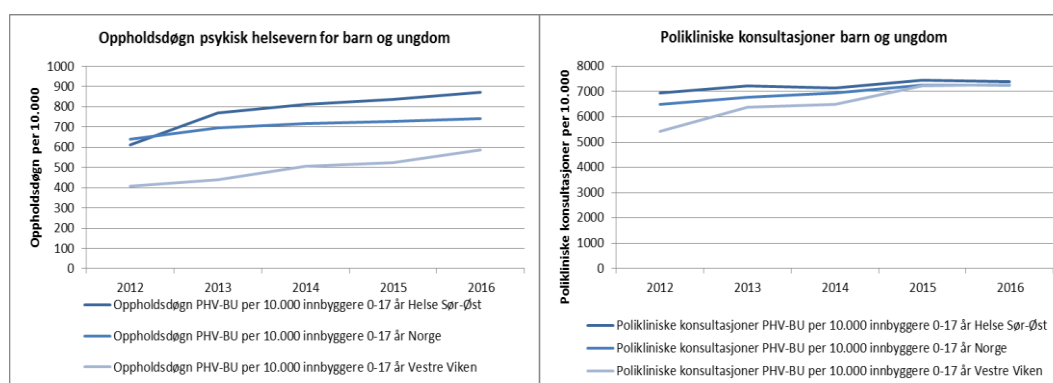 Oppholdsdøgn psykisk helsevern for barn og ungdom
Oppholdsdøgn per 10.000
1000
900
800
700
600
500
400
300
200
100
0
2012 2013 2014 2015 2016
Oppholdsdøgn PHV-BU per 10.000 innbyggere 0-17 år Helse Sør-Øst
Oppholdsdøgn PHV-BU per 10.000 innbyggere 0-17 år Norge
Oppholdsdøgn PHV-BU per 10.000 innbyggere 0-17 år Vestre Viken
Polikliniske konsultasjoner barn og ungdom
Polikliniske konsultasjoner per 10.000
8000
7000
6000
5000
4000
3000
2000
1000
0
2012 2013 2014 2015 2016
Polikliniske konsultasjoner PHV-BU per 10.000 innbyggere 0-17 år Helse Sør-Øst
Polikliniske konsultasjoner PHV-BU per 10.000 innbyggere 0-17 år Norge
Polikliniske konsultasjoner PHV-BU per 10.000 innbyggere 0-17 år Vestre Viken